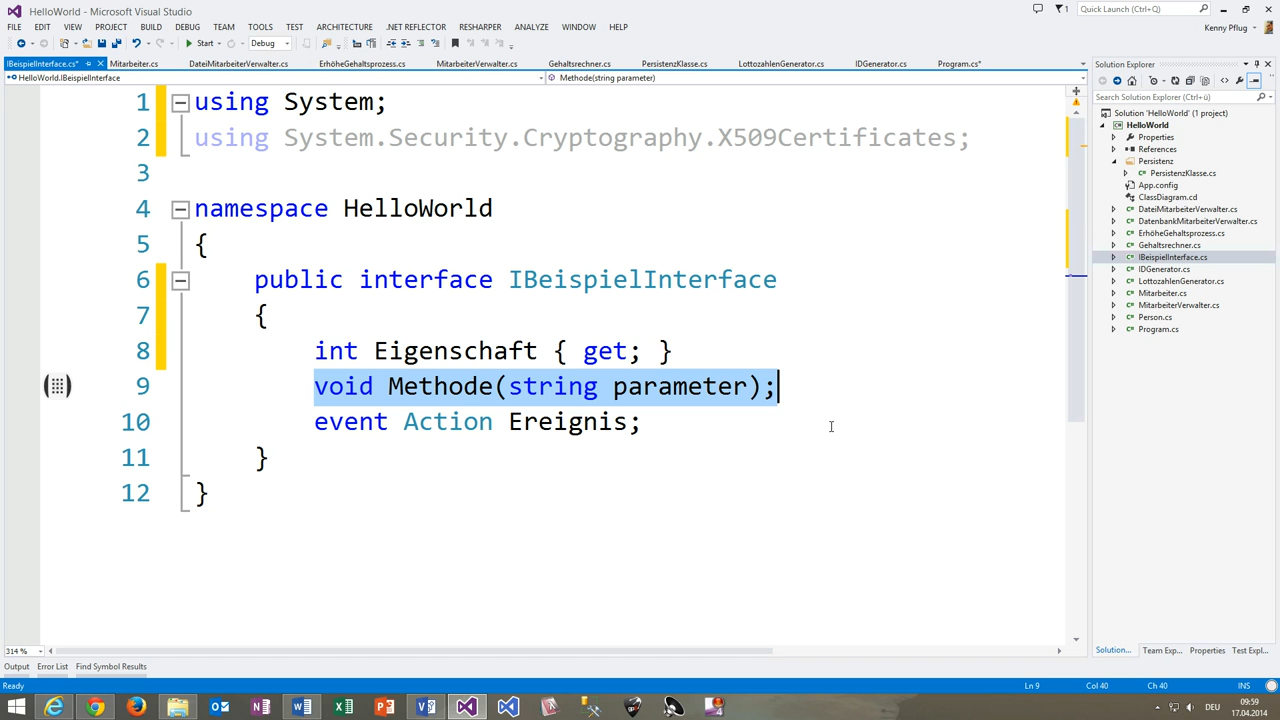 HelloWorld - Microsoft Visual Studio
1
Quick Launch (Ctrl+Q)
FILE EDIT VIEW PROJECT BUILD DEBUG TEAM TOOLS TEST ARCHITECTURE .NET REFLECTOR RESHARPER ANALYZE WINDOW HELP
Kenny Pflug
Start Debug
IBeispielInterface.cs* Mitarbeiter.cs DateiMitarbeiterVerwalter.cs ErhöheGehaltsprozess.cs MitarbeiterVerwalter.cs Gehaltsrechner.cs PersistenzKlasse.cs LottozahlenGenerator.cs IDGenerator.cs Program.cs*
HelloWorld.IBeispielInterface Methode(string parameter)
1 using System;
2 using System.Security.Cryptography.X509Certificates;
3
4 namespace HelloWorld
5 {
6 public interface IBeispielInterface
7 {
8 int Eigenschaft { get; }
9 void Methode(string parameter);
10 event Action Ereignis;
11 }
12 }
Solution Explorer
Search Solution Explorer (Ctrl+ü)
Solution 'HelloWorld' (1 project)
HelloWorld
Properties
References
Persistenz
PersistenzKlasse.cs
App.config
ClassDiagram.cd
DateiMitarbeiterVerwalter.cs
DatenbankMitarbeiterVerwalter.cs
ErhöheGehaltsprozess.cs
Gehaltsrechner.cs
IBeispielInterface.cs
IDGenerator.cs
LottozahlenGenerator.cs
Mitarbeiter.cs
MitarbeiterVerwalter.cs
Person.cs
Program.cs
314 %
Solution... Team Exp... Properties Test Expl...
Output Error List Find Symbol Results
Ready Ln 9 Col 40 Ch 40 INS
DEU
09:59
17.04.2014